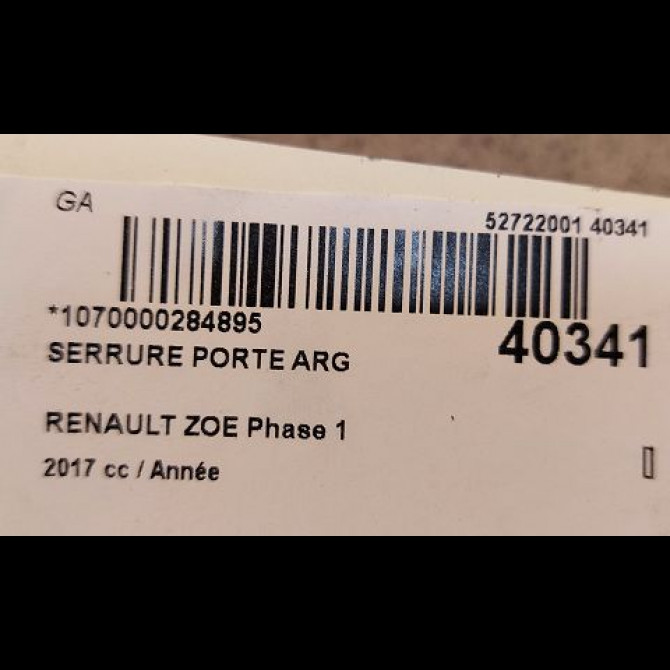 GA
52722001 40341
*1070000284895
40341
SERRURE PORTE ARG
RENAULT ZOE Phase 1
2017 cc / Année